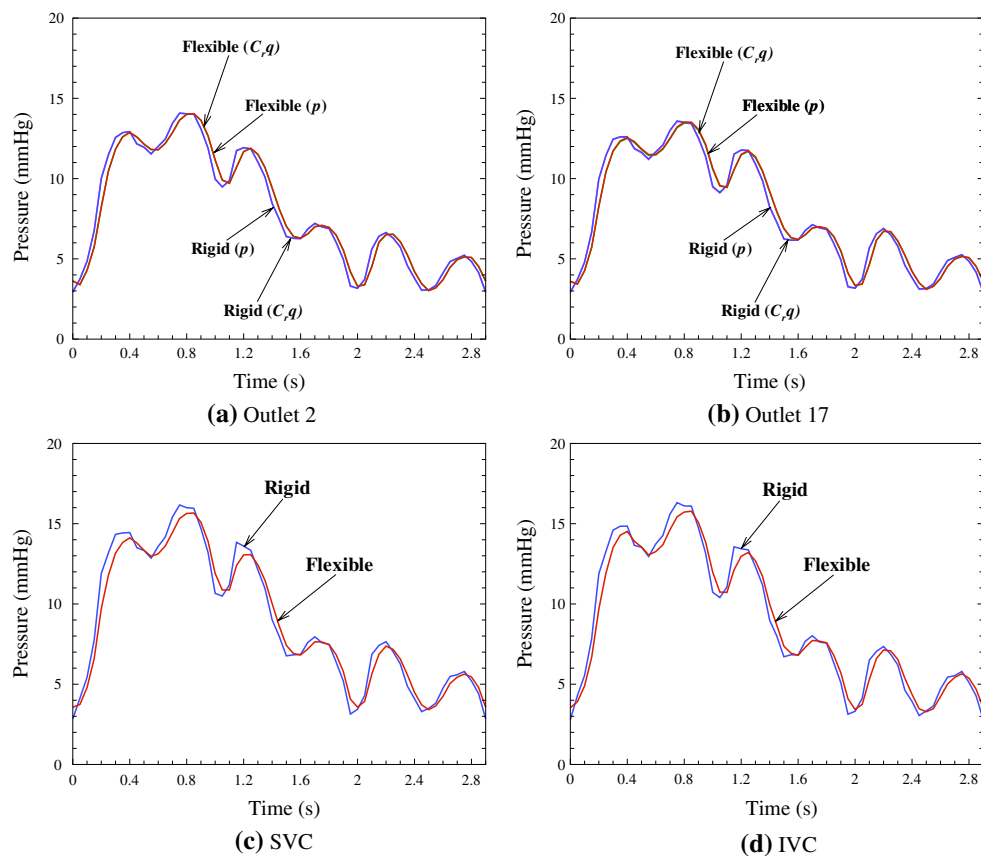 20
15
10
5
0
Pressure (mmHg)
Flexible (C_r q)
Flexible (p)
Rigid (p)
Rigid (C_r q)
0 0.4 0.8 1.2 1.6 2 2.4 2.8
Time (s)
(a) Outlet 2
20
15
10
5
0
Pressure (mmHg)
Flexible (C_r q)
Flexible (p)
Rigid (p)
Rigid (C_r q)
0 0.4 0.8 1.2 1.6 2 2.4 2.8
Time (s)
(b) Outlet 17
20
15
10
5
0
Pressure (mmHg)
Rigid
Flexible
0 0.4 0.8 1.2 1.6 2 2.4 2.8
Time (s)
(c) SVC
20
15
10
5
0
Pressure (mmHg)
Rigid
Flexible
0 0.4 0.8 1.2 1.6 2 2.4 2.8
Time (s)
(d) IVC